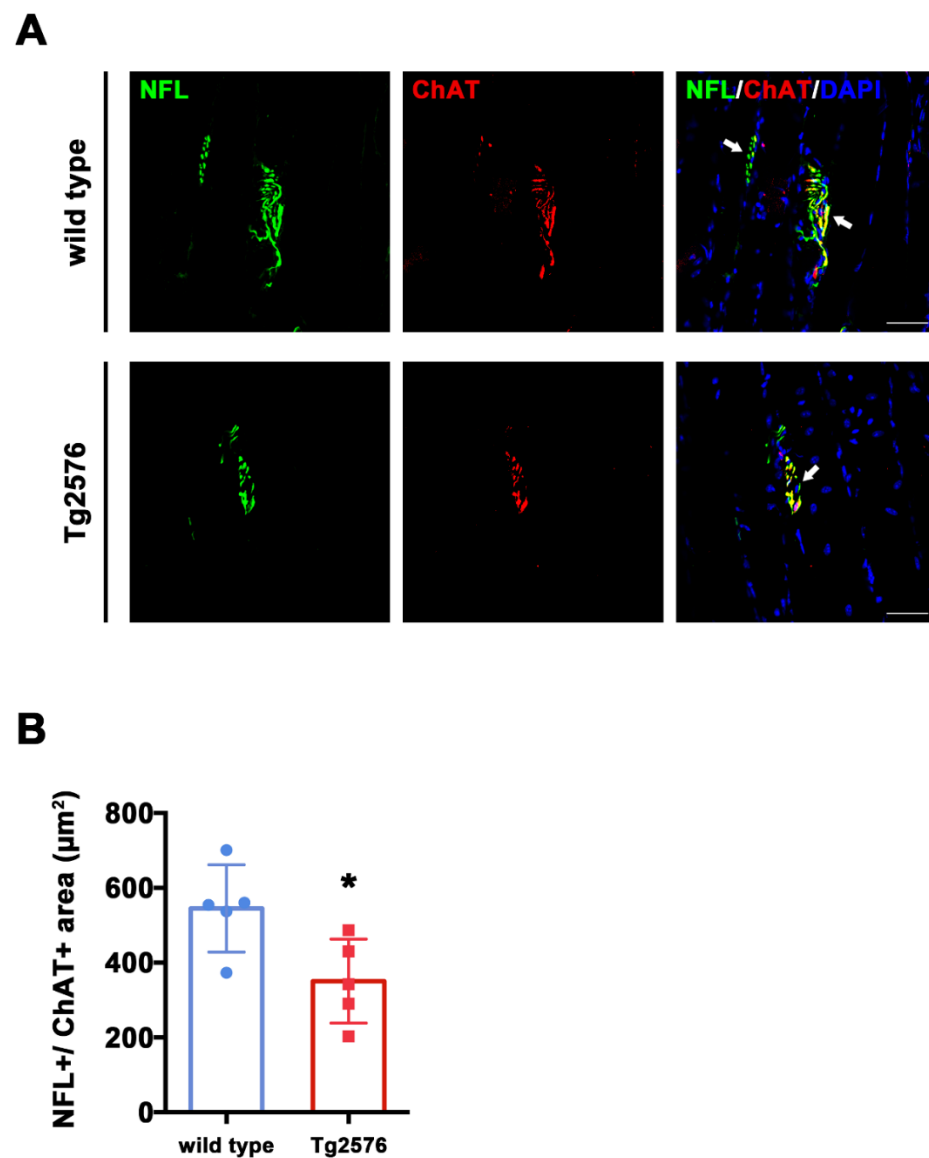 A
NFL
ChAT
NFL/ChAT/DAPI
wild type
Tg2576
B
NFL+/ ChAT+ area (µm²)
800
600
400
200
0
*
wild type
Tg2576